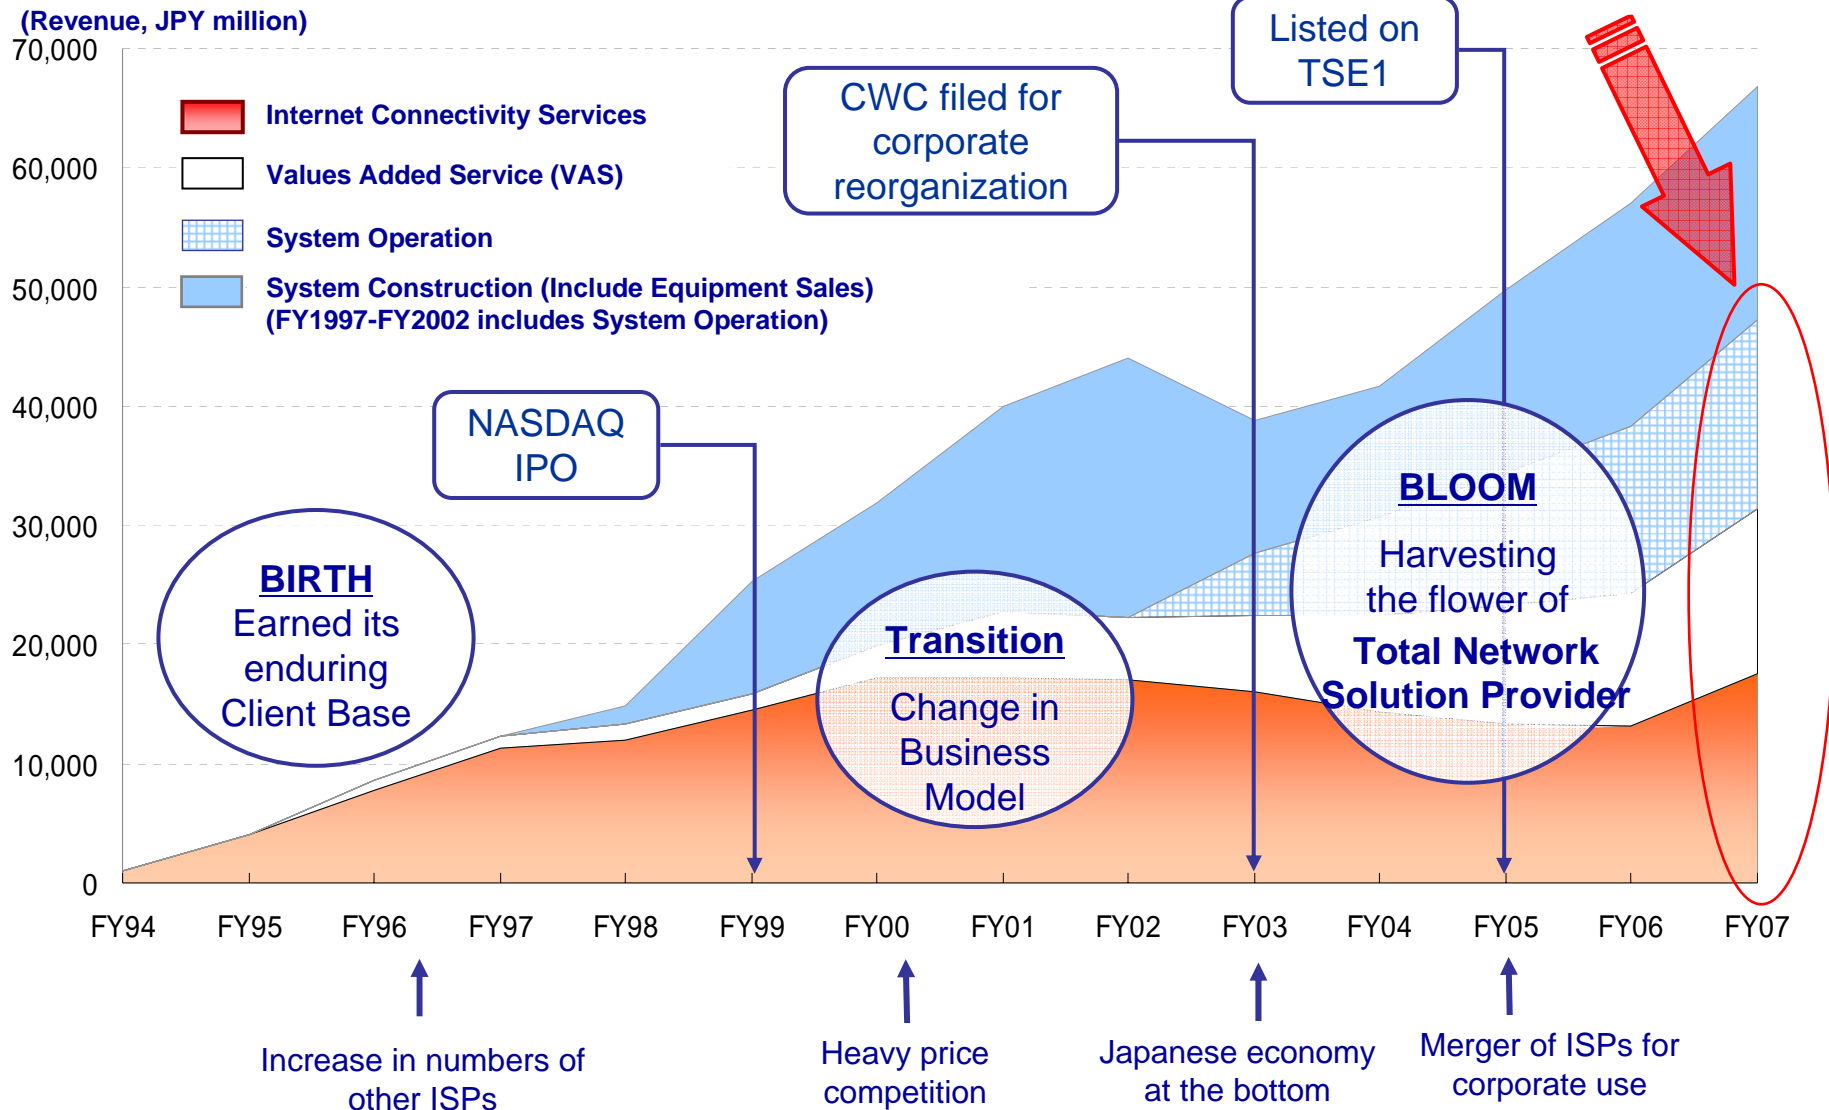 (Revenue, JPY million)
70,000
60,000
50,000
40,000
30,000
20,000
10,000
0
Internet Connectivity Services
Values Added Service (VAS)
System Operation
System Construction (Include Equipment Sales)
(FY1997-FY2002 includes System Operation)
Listed on
TSE1
CWC filed for
corporate
reorganization
NASDAQ
IPO
BIRTH
Earned its
enduring
Client Base
Transition
Change in
Business
Model
BLOOM
Harvesting
the flower of
Total Network
Solution Provider
FY94 FY95 FY96 FY97 FY98 FY99 FY00 FY01 FY02 FY03 FY04 FY05 FY06 FY07
Increase in numbers of
other ISPs
Heavy price
competition
Japanese economy
at the bottom
Merger of ISPs for
corporate use